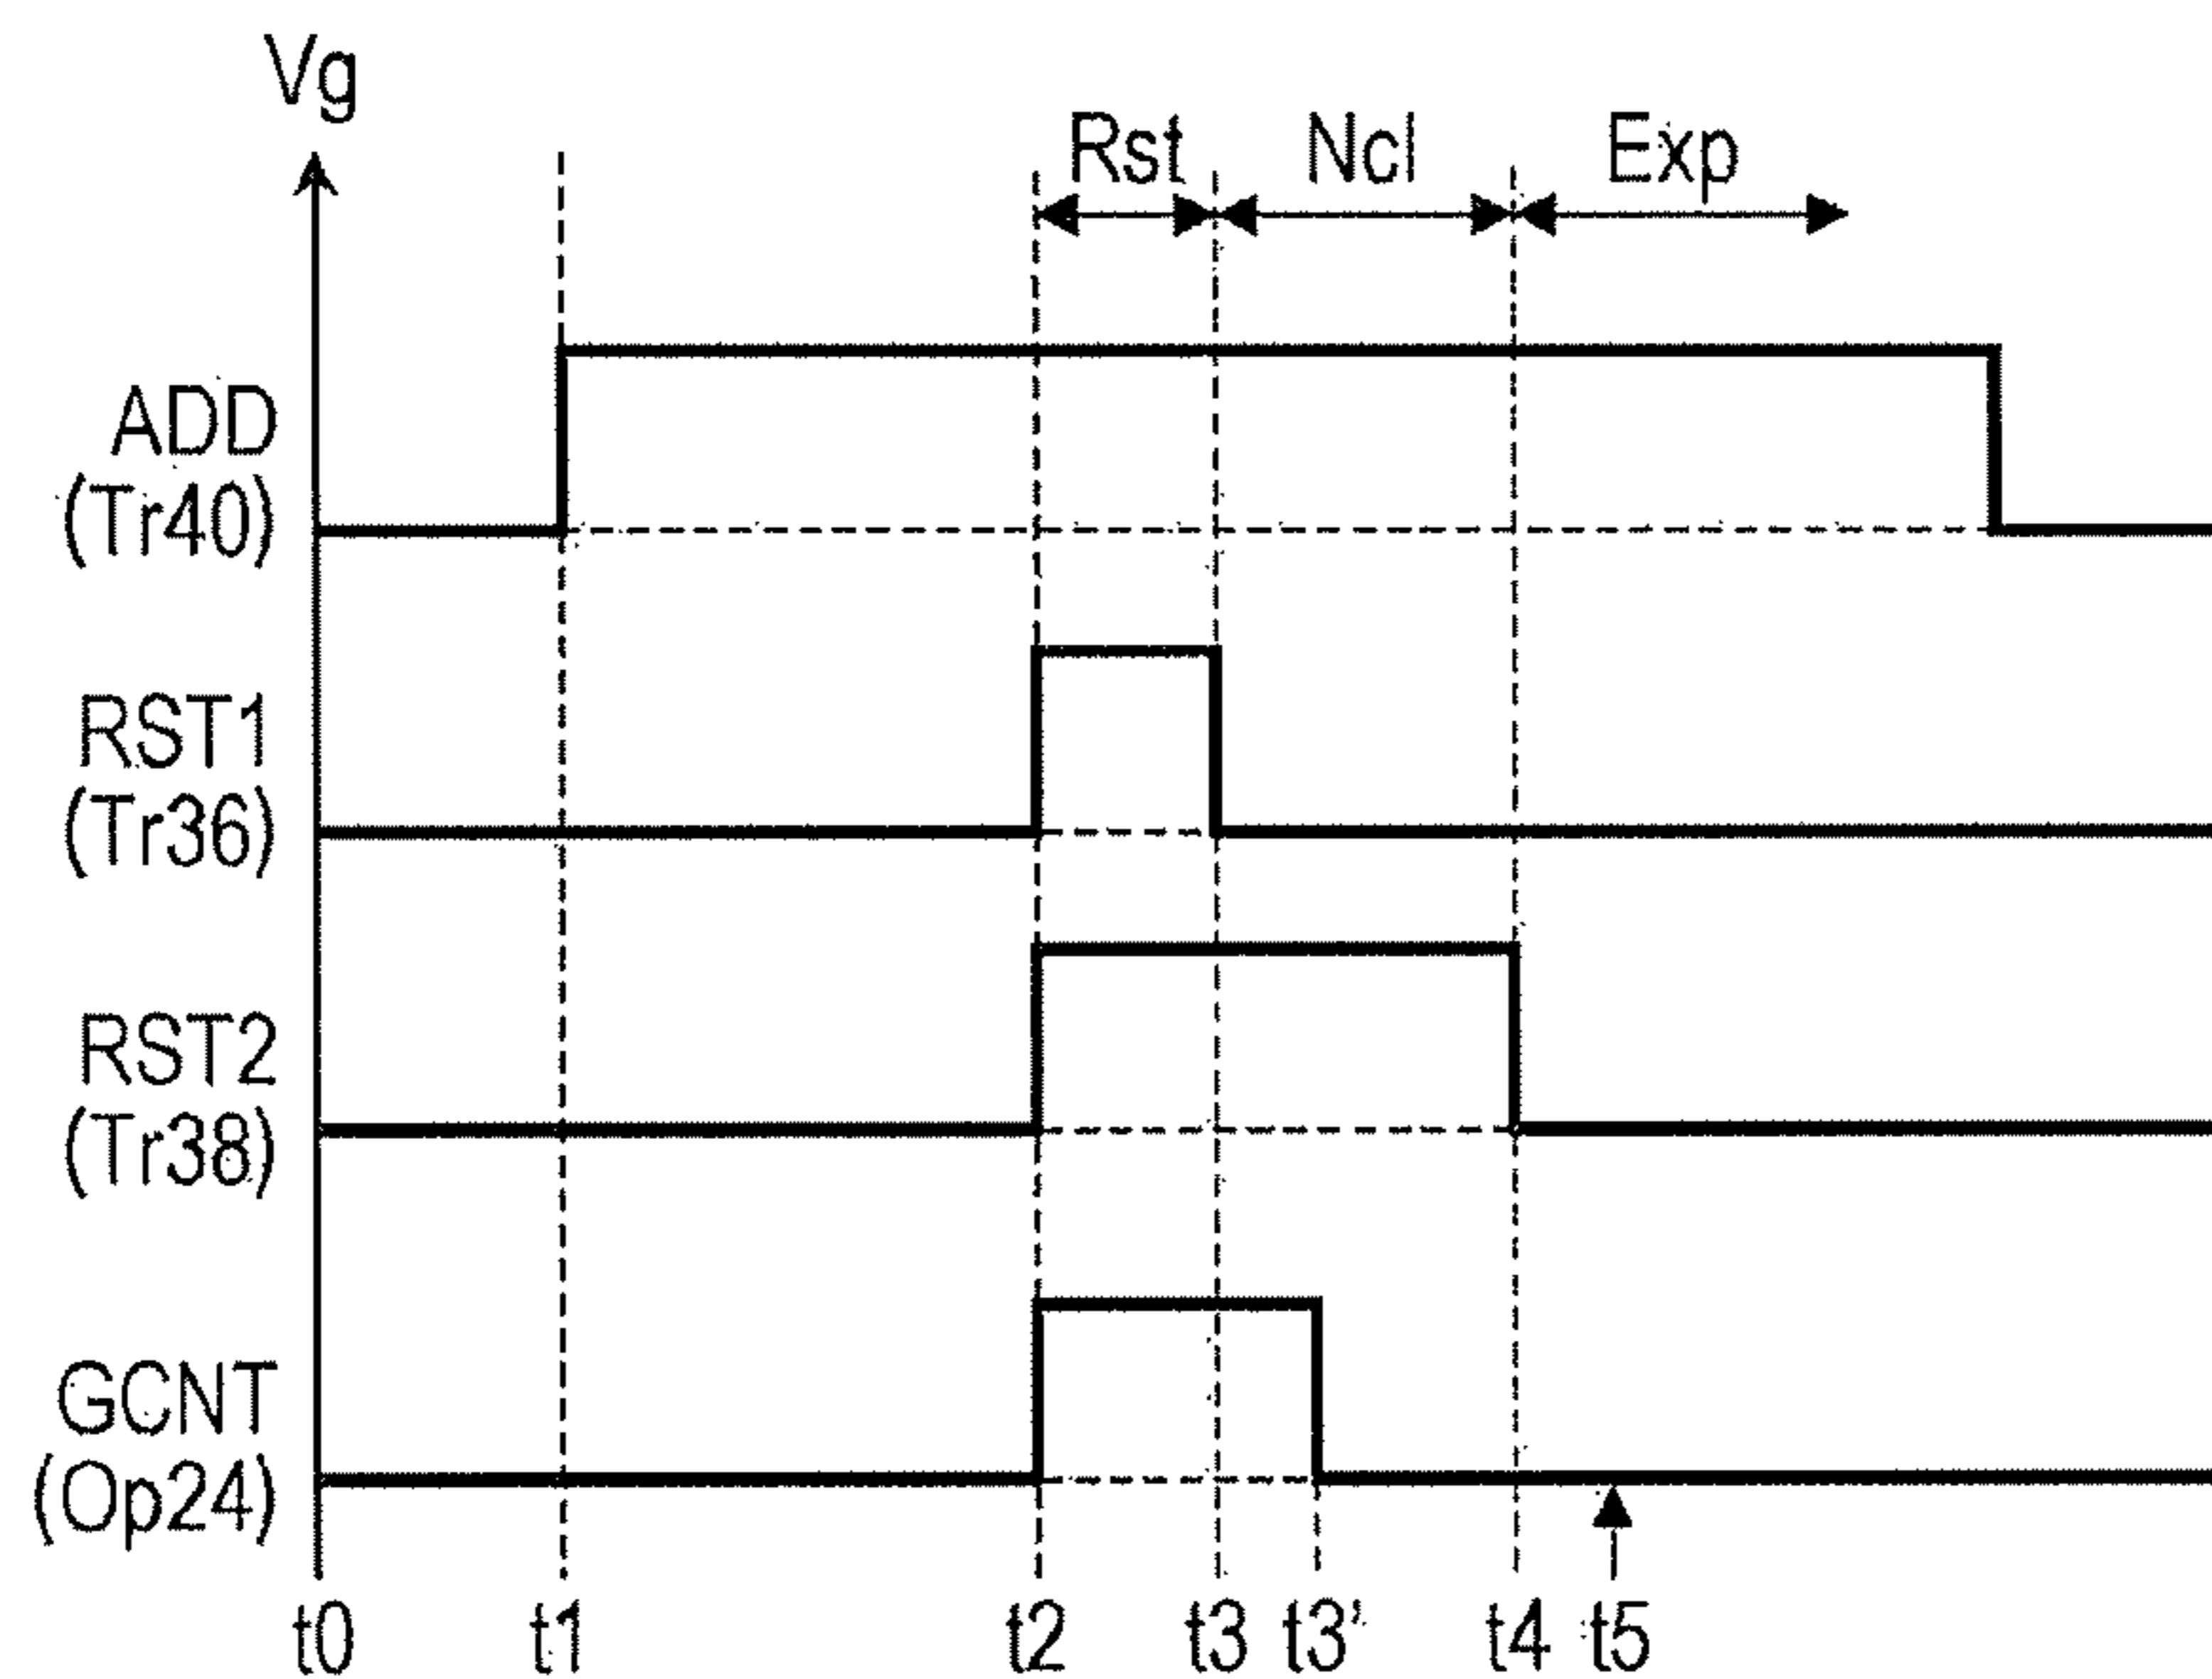 Vg
Rst Ncl Exp
ADD
(Tr40)
RST1
(Tr36)
RST2
(Tr38)
GCNT
(Op24)
t0 t1 t2 t3 t3' t4 t5